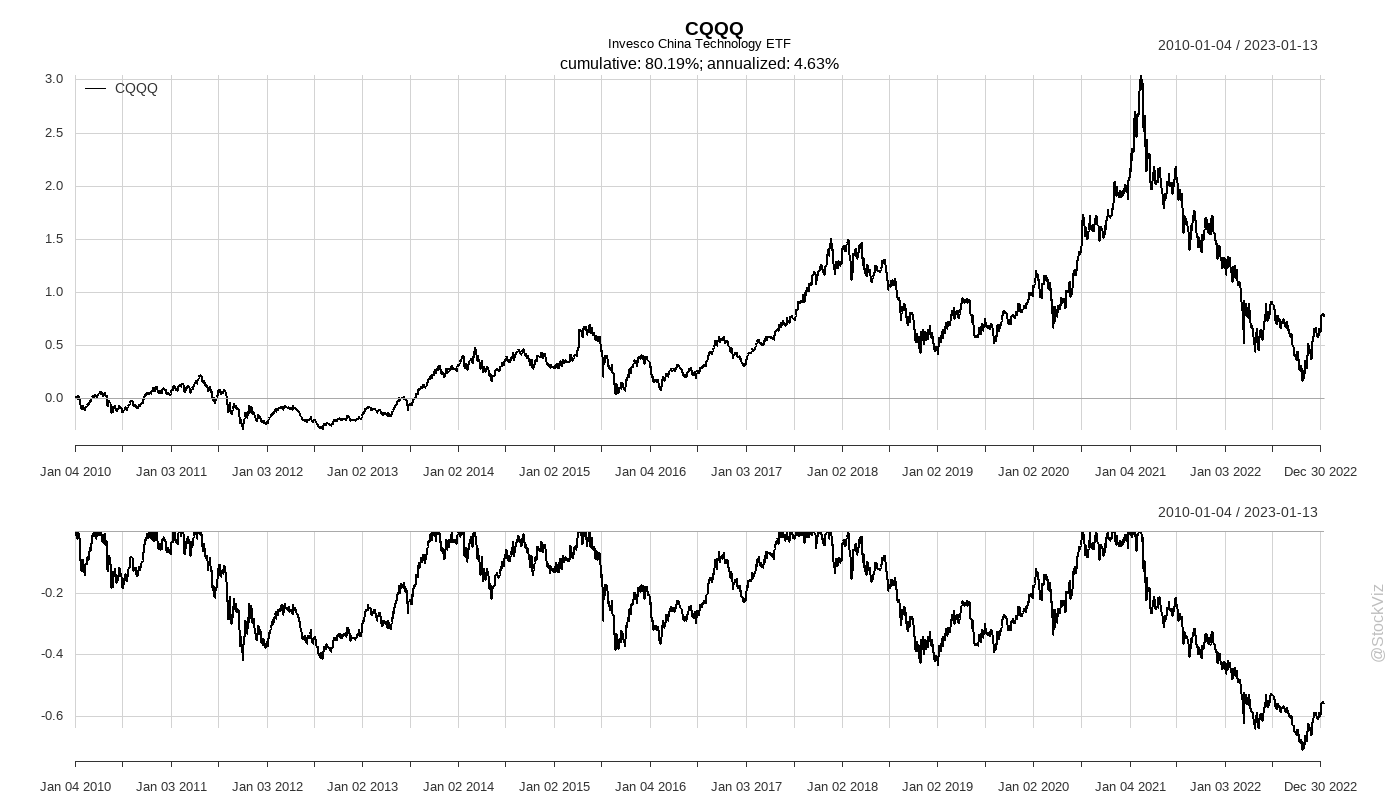 CQQQ
Invesco China Technology ETF
2010-01-04 / 2023-01-13
cumulative: 80.19%; annualized: 4.63%
CQQQ
3.0
2.5
2.0
1.5
1.0
0.5
0.0
Jan 04 2010 Jan 03 2011 Jan 03 2012 Jan 02 2013 Jan 02 2014 Jan 02 2015 Jan 04 2016 Jan 03 2017 Jan 02 2018 Jan 02 2019 Jan 02 2020 Jan 04 2021 Jan 03 2022 Dec 30 2022
2010-01-04 / 2023-01-13
-0.2
-0.4
-0.6
Jan 04 2010 Jan 03 2011 Jan 03 2012 Jan 02 2013 Jan 02 2014 Jan 02 2015 Jan 04 2016 Jan 03 2017 Jan 02 2018 Jan 02 2019 Jan 02 2020 Jan 04 2021 Jan 03 2022 Dec 30 2022
@StockViz